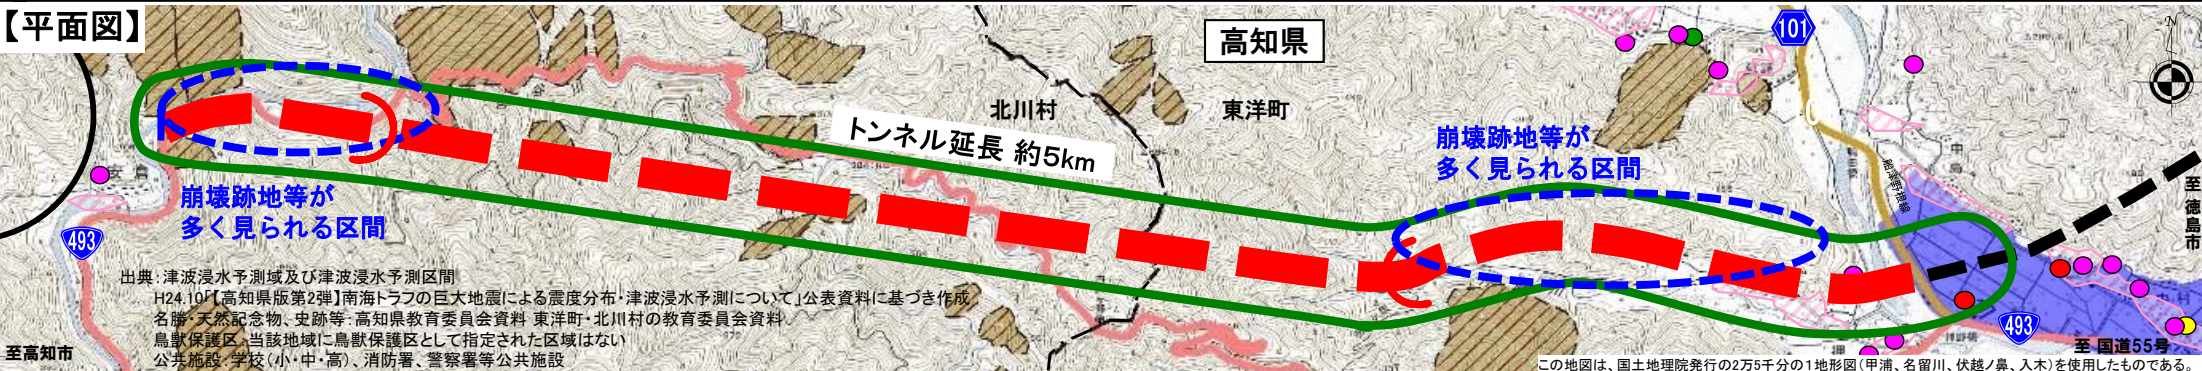 【平面図】
高知県
101
北川村
東洋町
トンネル延長 約5km
崩壊跡地等が
多く見られる区間
崩壊跡地等が
多く見られる区間
493
船津野根線
中島
至 徳島市
出典:津波浸水予測域及び津波浸水予測区間
H24.10「【高知県版第2弾】南海トラフの巨大地震による震度分布・津波浸水予測について」公表資料に基づき作成
名勝・天然記念物、史跡等:高知県教育委員会資料 東洋町・北川村の教育委員会資料
鳥獣保護区:当該地域に鳥獣保護区として指定された区域はない
公共施設:学校(小・中・高)、消防署、警察署等公共施設
至高知市
493
至 国道55号
この地図は、国土地理院発行の2万5千分の1地形図(甲浦、名留川、伏越ノ鼻、入木)を使用したものである。
N